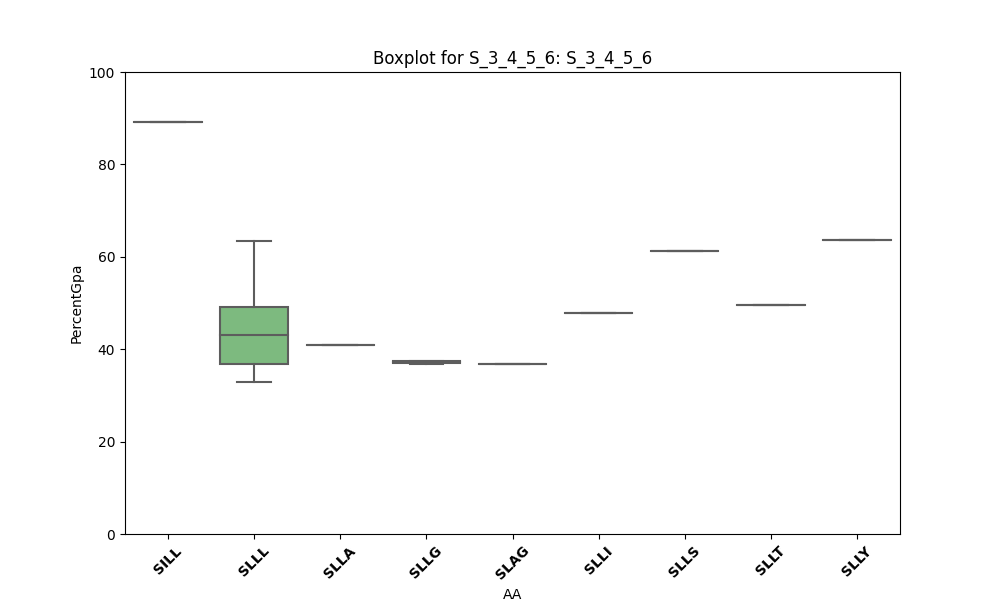 Boxplot for S_3_4_5_6: S_3_4_5_6
PercentGpa
100
80
60
40
20
0
SILL SLLL SLLA SLLG SLAG SLLI SLLS SLLT SLLY
AA